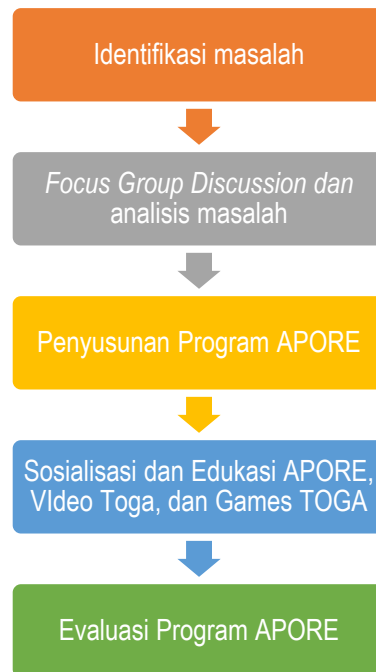 Identifikasi masalah
Focus Group Discussion dan
analisis masalah
Penyusunan Program APORE
Sosialisasi dan Edukasi APORE,
VIdeo Toga, dan Games TOGA
Evaluasi Program APORE